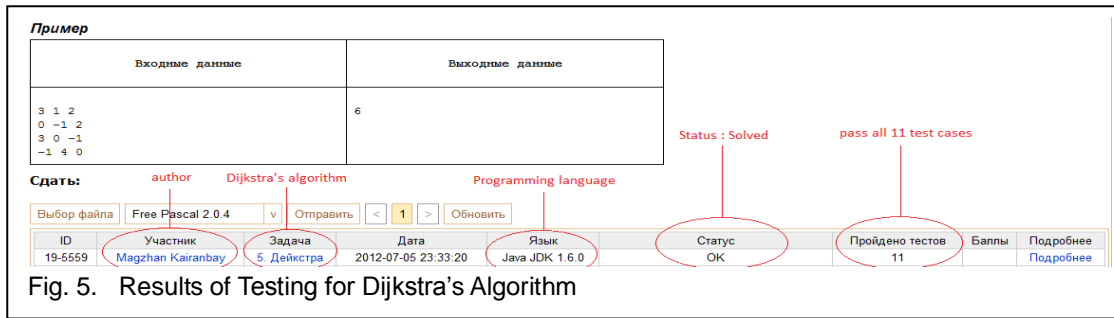 Пример
Входные данные
Выходные данные
3 1 2
0 -1 2
3 0 -1
-1 4 0
6
Status : Solved
pass all 11 test cases
Сдать:
author
Dijkstra's algorithm
Programming language
Выбор файла
Free Pascal 2.0.4
v
Отправить
<
1
>
Обновить
ID Участник Задача Дата Язык Статус Пройдено тестов Баллы Подробнее
19-5559 Magzhan Kairanbay 5. Дейкстра 2012-07-05 23:33:20 Java JDK 1.6.0 OK 11 Подробнее
Fig. 5. Results of Testing for Dijkstra's Algorithm